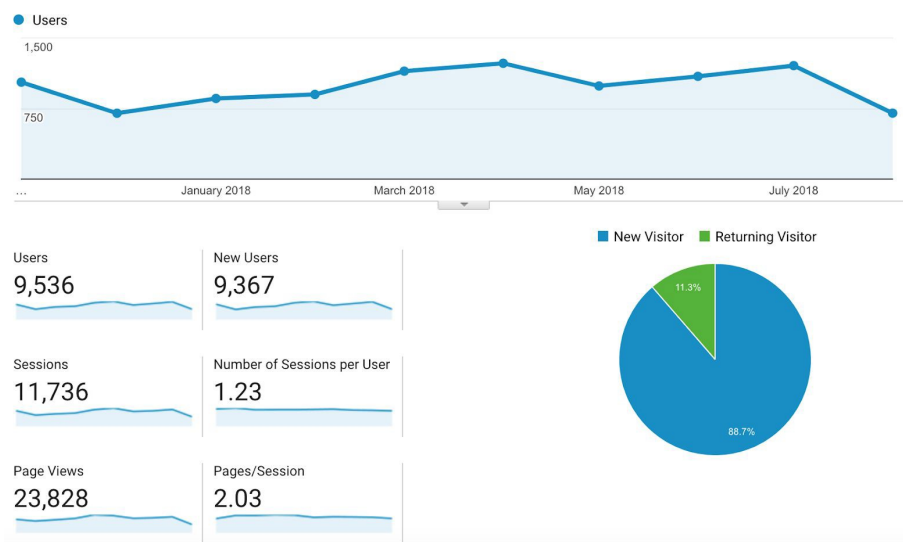 Users
1,500
750
...
January 2018
March 2018
May 2018
July 2018
New Visitor
Returning Visitor
11.3%
88.7%
Users
9,536
New Users
9,367
Sessions
11,736
Number of Sessions per User
1.23
Page Views
23,828
Pages/Session
2.03